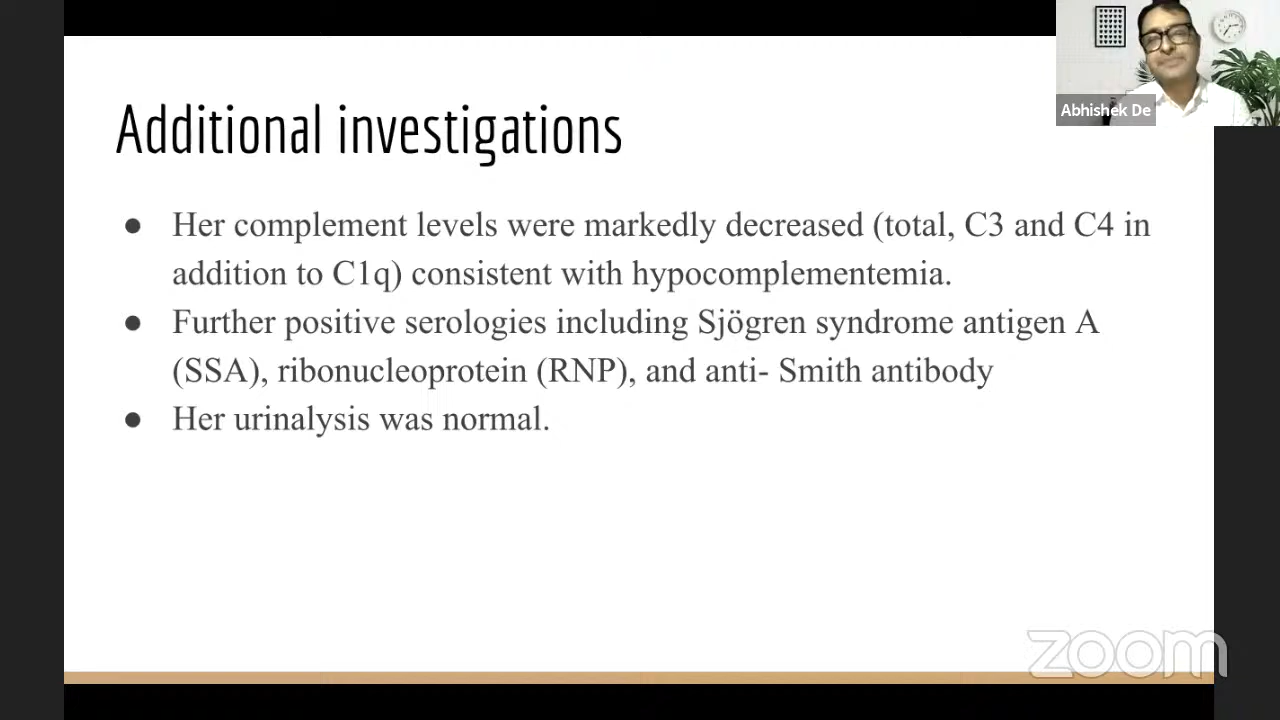 Abhishek De
Additional investigations
● Her complement levels were markedly decreased (total, C3 and C4 in
addition to C1q) consistent with hypocomplementemia.
● Further positive serologies including Sjögren syndrome antigen A
(SSA), ribonucleoprotein (RNP), and anti- Smith antibody
● Her urinalysis was normal.
zoom